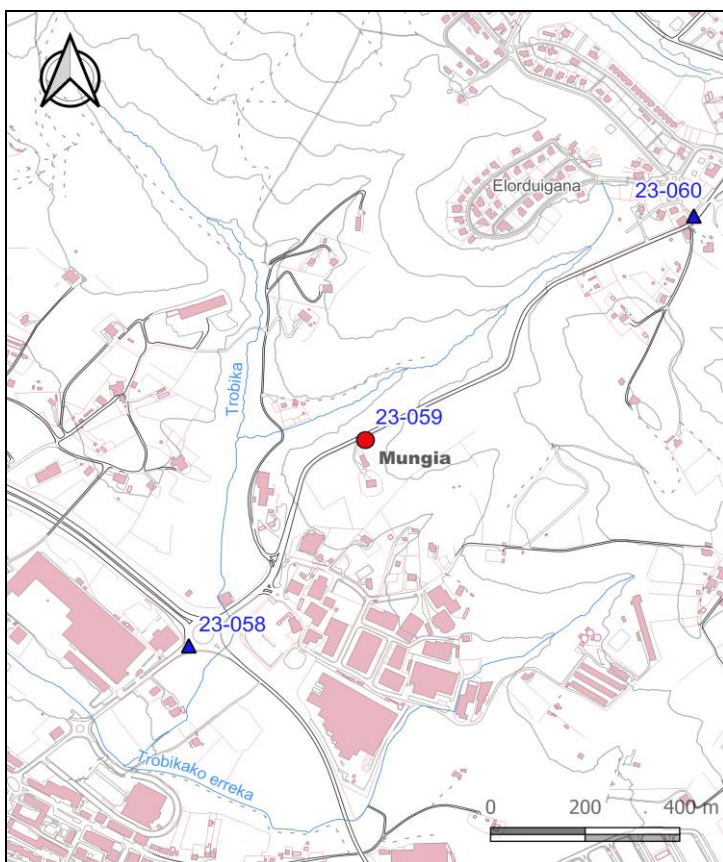 Elorduigana
23-060
Trobika
23-059
Mungia
23-058
Trobikako erreka
0 200 400 m